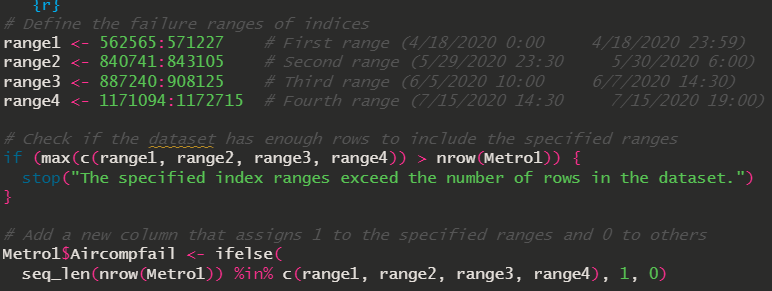 {r}
# Define the failure ranges of indices
range1 <- 562565:571227    # First range (4/18/2020 0:00     4/18/2020 23:59)
range2 <- 840741:843105    # Second range (5/29/2020 23:30     5/30/2020 6:00)
range3 <- 887240:908125    # Third range (6/5/2020 10:00     6/7/2020 14:30)
range4 <- 1171094:1172715  # Fourth range (7/15/2020 14:30     7/15/2020 19:00)
# Check if the dataset has enough rows to include the specified ranges
if (max(c(range1, range2, range3, range4)) > nrow(Metro1)) {
  stop("The specified index ranges exceed the number of rows in the dataset.")
}
# Add a new column that assigns 1 to the specified ranges and 0 to others
Metro1$Aircompfail <- ifelse(
  seq_len(nrow(Metro1)) %in% c(range1, range2, range3, range4), 1, 0)